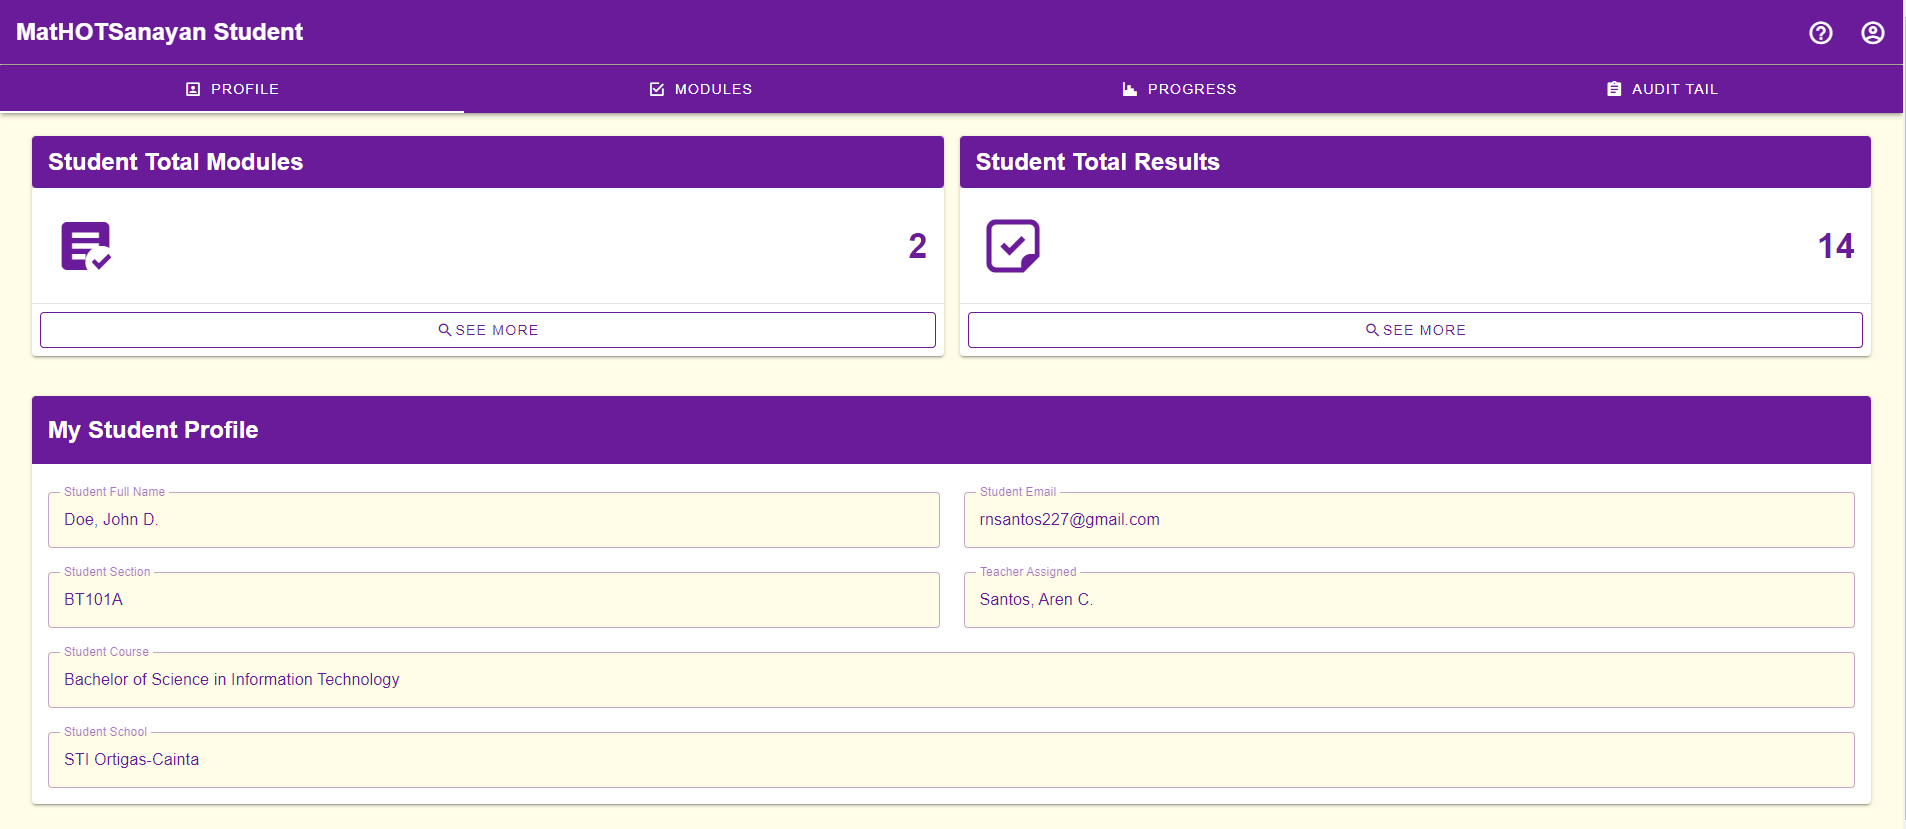 MatHOTSanayan Student
PROFILE
MODULES
PROGRESS
AUDIT TAIL
Student Total Modules
2
SEE MORE
Student Total Results
14
SEE MORE
My Student Profile
Student Full Name
Doe, John D.
Student Email
rnsantos227@gmail.com
Student Section
BT101A
Teacher Assigned
Santos, Aren C.
Student Course
Bachelor of Science in Information Technology
Student School
STI Ortigas-Cainta